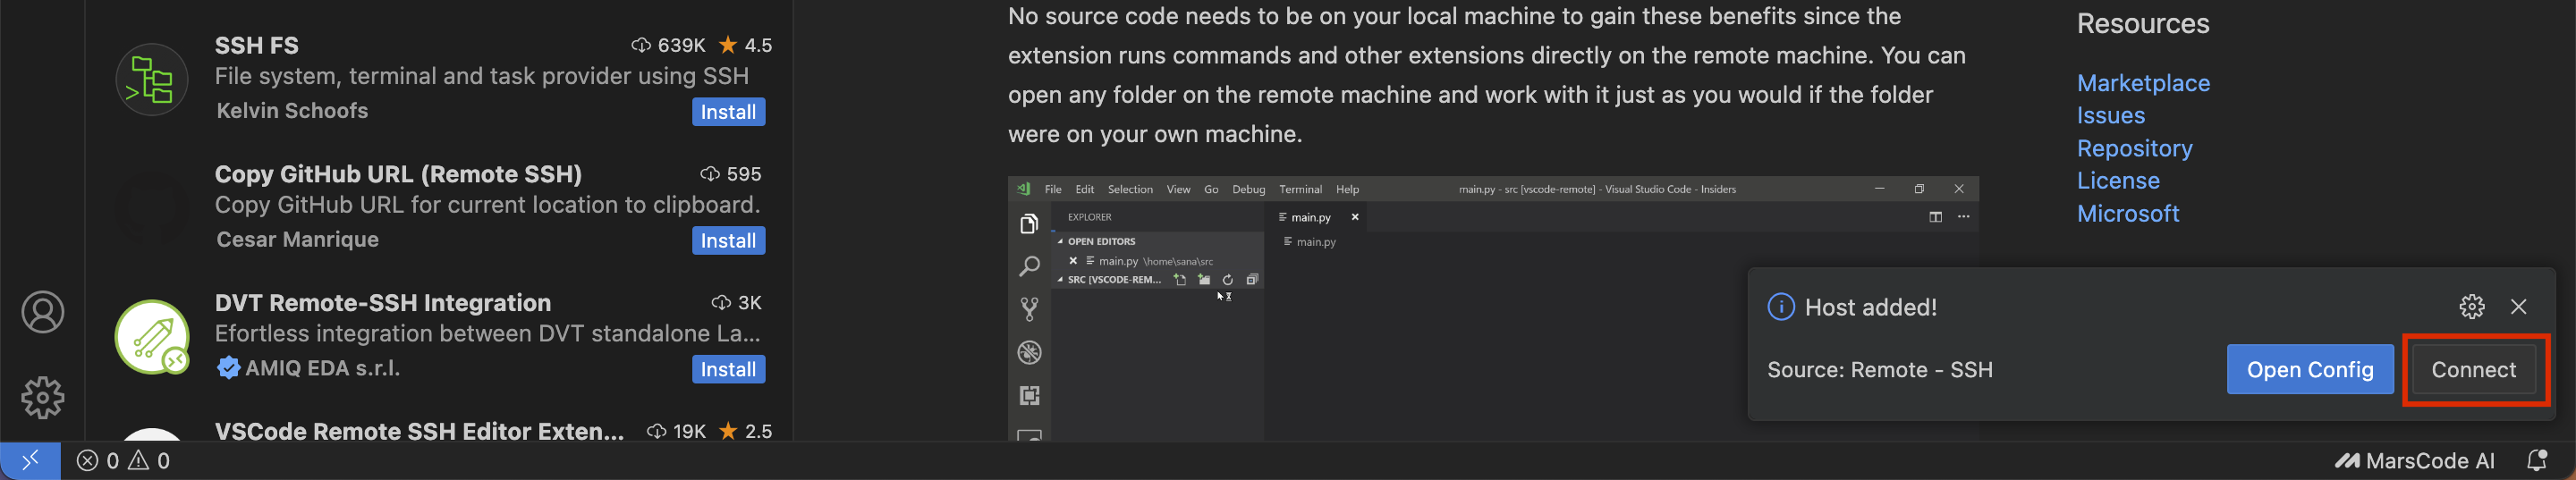 SSH FS 639K 4.5
File system, terminal and task provider using SSH
Kelvin Schoofs Install
Copy GitHub URL (Remote SSH) 595
Copy GitHub URL for current location to clipboard.
Cesar Manrique Install
DVT Remote-SSH Integration 3K
Efortless integration between DVT standalone La...
AMIQ EDA s.r.l. Install
VSCode Remote SSH Editor Exten... 19K 2.5
No source code needs to be on your local machine to gain these benefits since the
extension runs commands and other extensions directly on the remote machine. You can
open any folder on the remote machine and work with it just as you would if the folder
were on your own machine.
File Edit Selection View Go Debug Terminal Help main.py - src [vscode-remote] - Visual Studio Code - Insiders
EXPLORER
OPEN EDITORS
main.py \home\sana\src
SRC [VSCODE-REM...
main.py
main.py
Resources
Marketplace
Issues
Repository
License
Microsoft
Host added!
Source: Remote - SSH Open Config Connect
0 0
MarsCode AI